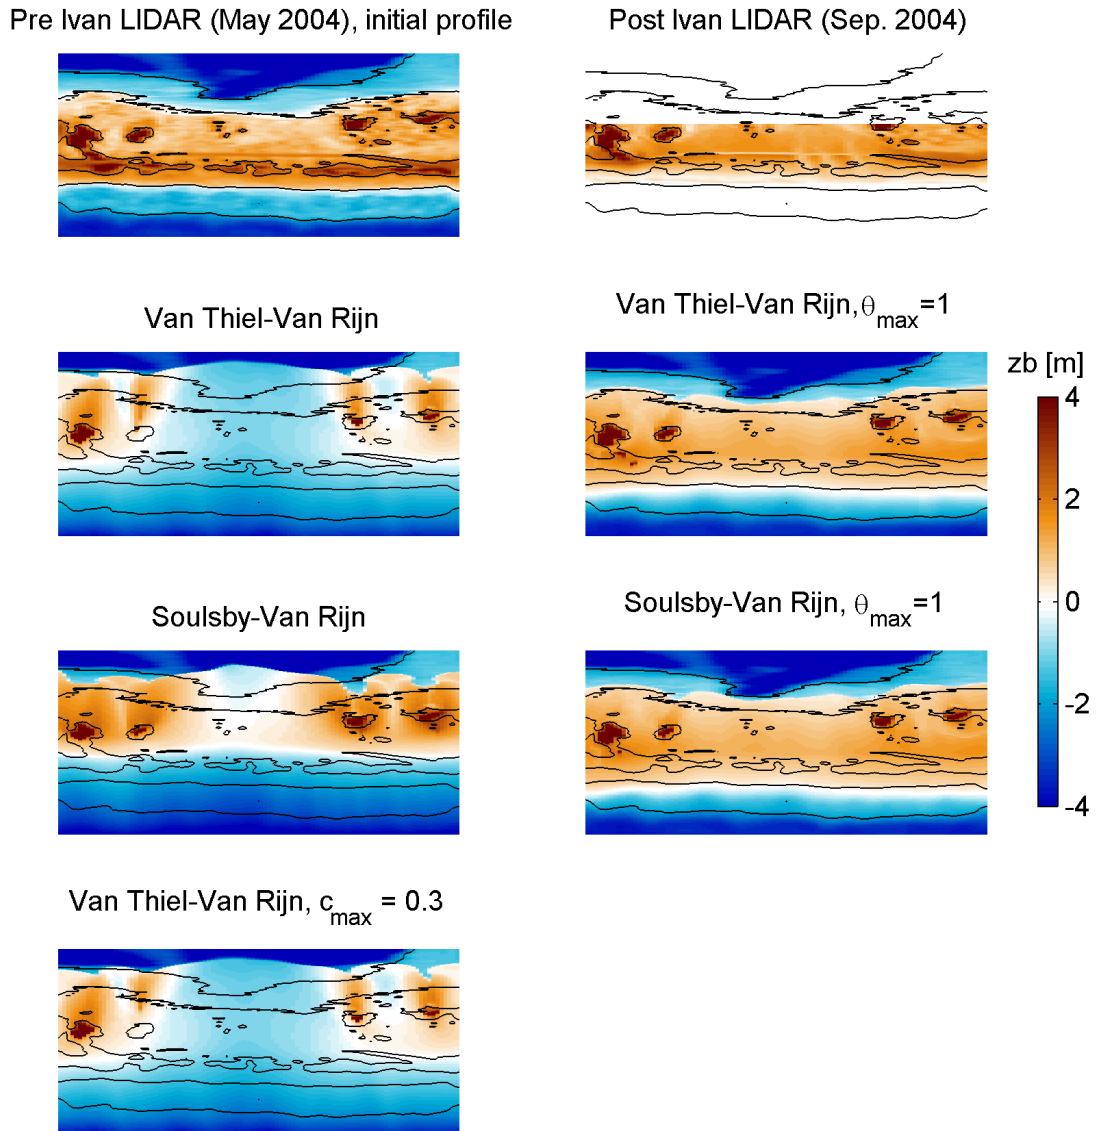 Pre Ivan LIDAR (May 2004), initial profile
Post Ivan LIDAR (Sep. 2004)
Van Thiel-Van Rijn
Van Thiel-Van Rijn,θmax=1
zb [m]
4
2
0
-2
-4
Soulsby-Van Rijn
Soulsby-Van Rijn, θmax=1
Van Thiel-Van Rijn, cmax = 0.3